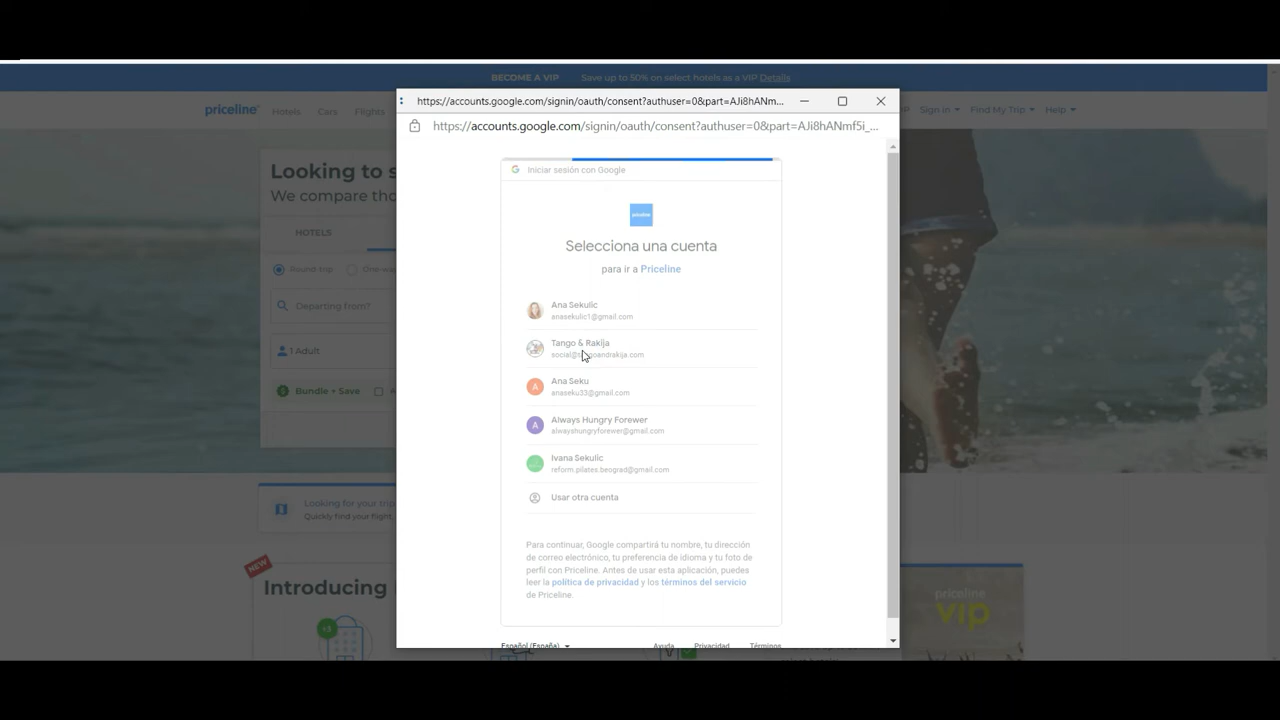 BECOME A VIP Save up to 50% on select hotels as a VIP Details
https://accounts.google.com/signin/oauth/consent?authuser=0&part=AJi8hANm...
priceline Hotels Cars Flights
Sign in Find My Trip Help
https://accounts.google.com/signin/oauth/consent?authuser=0&part=AJi8hANmf5i_...
Looking to s
We compare tho
HOTELS
Round-trip One-way
Departing from?
1 Adult
Bundle + Save
Looking for your trip
Quickly find your flight,
NEW
Introducing
+1
G Iniciar sesión con Google
priceline
Selecciona una cuenta
para ir a Priceline
Ana Sekulic
anasekulic1@gmail.com
Tango & Rakija
Ana Seku
anaseku33@gmail.com
A
Always Hungry Forewer
alwayshungryforewer@gmail.com
A
Ivana Sekulic
reform.pilates.beograd@gmail.com
Usar otra cuenta
Para continuar, Google compartirá tu nombre, tu dirección
de correo electrónico, tu preferencia de idioma y tu foto de
perfil con Priceline. Antes de usar esta aplicación, puedes
leer la política de privacidad y los términos del servicio
de Priceline.
Español (España) Ayuda Privacidad Términos
priceline
vip